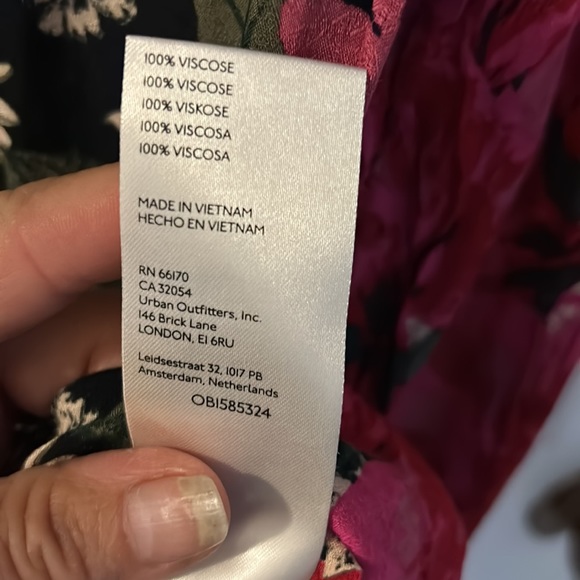 100% VISCOSE
100% VISCOSE
100% VISKOSE
100% VISCOSA
100% VISCOSA
MADE IN VIETNAM
HECHO EN VIETNAM
RN 66170
CA 32054
Urban Outfitters, Inc.
146 Brick Lane
LONDON, E1 6RU
Leidsestraat 32, 1017 PB
Amsterdam, Netherlands
OB1585324